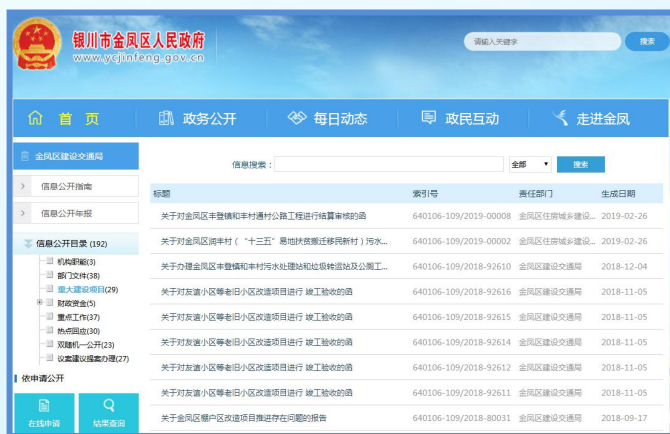 银川市金凤区人民政府
www.ycjinfeng.gov.cn
请输入关键字
搜索
首 页
政务公开
每日动态
政民互动
走进金凤
金凤区建设交通局
信息公开指南
信息公开年报
信息公开目录 (192)
机构职能(3)
部门文件(38)
重大建设项目(29)
财政资金(5)
重点工作(37)
热点回应(30)
双随机一公开(23)
议案建议提案办理(27)
依申请公开
在线申请
结果查询
信息搜索：
全部
搜索
标题 索引号 责任部门 生成日期
关于对金凤区丰登镇和丰村通村公路工程进行结算审核的函 640106-109/2019-00008 金凤区住房城乡建设... 2019-02-26
关于对金凤区润丰村（“十三五”易地扶贫搬迁移民新村）污水... 640106-109/2019-00002 金凤区住房城乡建设... 2019-02-26
关于办理金凤区丰登镇和丰村污水处理站和垃圾转运站及公厕工... 640106-109/2018-92610 金凤区建设交通局 2018-12-04
关于对友谊小区等老旧小区改造项目进行 竣工验收的函 640106-109/2018-92616 金凤区建设交通局 2018-11-05
关于对友谊小区等老旧小区改造项目进行 竣工验收的函 640106-109/2018-92615 金凤区建设交通局 2018-11-05
关于对友谊小区等老旧小区改造项目进行 竣工验收的函 640106-109/2018-92614 金凤区建设交通局 2018-11-05
关于对友谊小区等老旧小区改造项目进行 竣工验收的函 640106-109/2018-92612 金凤区建设交通局 2018-11-05
关于对友谊小区等老旧小区改造项目进行 竣工验收的函 640106-109/2018-92611 金凤区建设交通局 2018-11-05
关于金凤区棚户区改造项目推进存在问题的报告 640106-109/2018-80031 金凤区建设交通局 2018-09-17